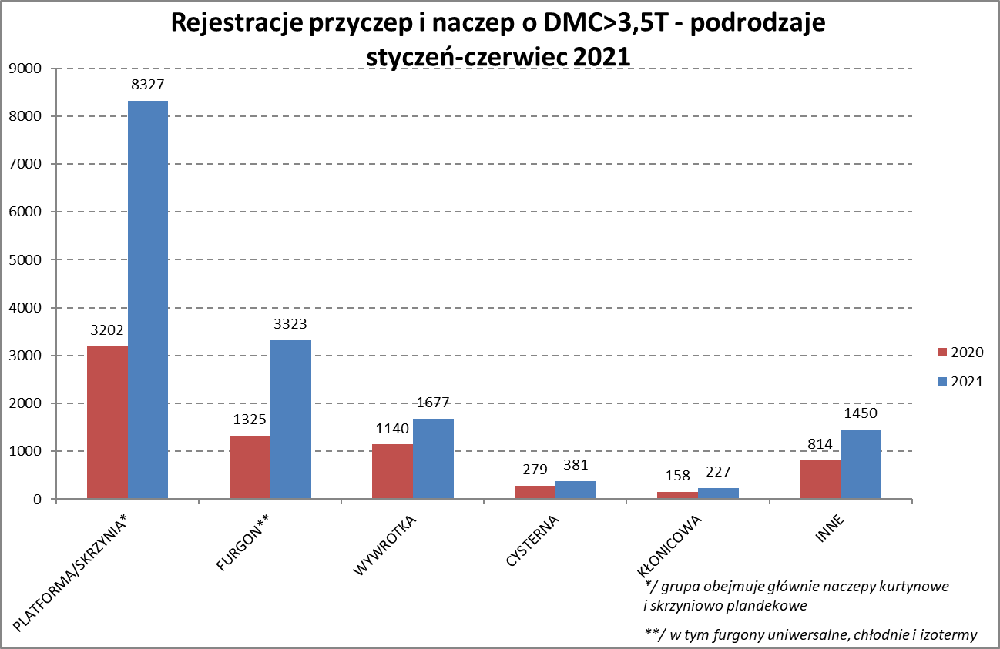 Rejestracje przyczep i naczep o DMC>3,5T - podrodzaje
styczeń-czerwiec 2021
9000
8000
7000
6000
5000
4000
3000
2000
1000
0
3202
8327
1325
3323
1140
1677
279
381
158
227
814
1450
PLATFORMA/SKRZYNIA*
FURGON**
WYWROTKA
CYSTERNA
KŁONICOWA
INNE
2020
2021
*/ grupa obejmuje głównie naczepy kurtynowe
i skrzyniowo plandekowe
**/ w tym furgony uniwersalne, chłodnie i izotermy